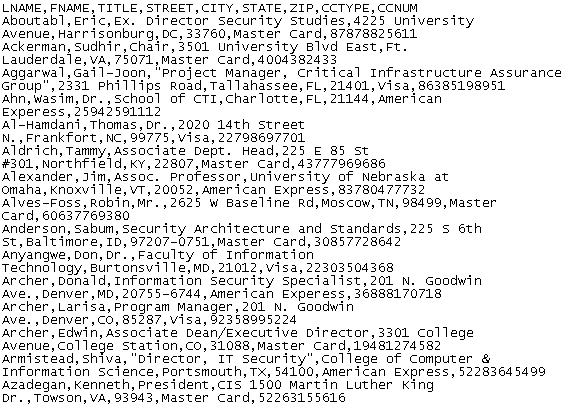 LNAME,FNAME,TITLE,STREET,CITY,STATE,ZIP,CCTYPE,CCNUM
Aboutabl,Eric,Ex. Director Security Studies,4225 University
Avenue,Harrisonburg,DC,33760,Master Card,87878825611
Ackerman,Sudhir,Chair,3501 University Blvd East,Ft.
Lauderdale,VA,75071,Master Card,4004382433
Aggarwal,Gail-Joon,"Project Manager, Critical Infrastructure Assurance
Group",2331 Phillips Road,Tallahassee,FL,21401,Visa,86385198951
Ahn,Wasim,Dr.,School of CTI,Charlotte,FL,21144,American
Experess,25942591112
Al-Hamdani,Thomas,Dr.,2020 14th Street
N.,Frankfort,NC,99775,Visa,22798697701
Aldrich,Tammy,Associate Dept. Head,225 E 85 St
#301,Northfield,KY,22807,Master Card,43777969686
Alexander,Jim,Assoc. Professor,University of Nebraska at
Omaha,Knoxville,VT,20052,American Experess,83780477732
Alves-Foss,Robin,Mr.,2625 W Baseline Rd,Moscow,TN,98499,Master
Card,60637769380
Anderson,Sabum,Security Architecture and Standards,225 S 6th
St,Baltimore,ID,97207-0751,Master Card,30857728642
Anyangwe,Don,Dr.,Faculty of Information
Technology,Burtonsville,MD,21012,Visa,22303504368
Archer,Donald,Information Security Specialist,201 N. Goodwin
Ave.,Denver,MD,20755-6744,American Experess,36888170718
Archer,Larisa,Program Manager,201 N. Goodwin
Ave.,Denver,CO,85287,Visa,92358995224
Archer,Edwin,Associate Dean/Executive Director,3301 College
Avenue,College Station,CO,31088,Master Card,19481274582
Armistead,Shiva,"Director, IT Security",College of Computer &
Information Science,Portsmouth,TX,54100,American Express,52283645499
Azadegan,Kenneth,President,CIS 1500 Martin Luther King
Dr.,Towson,VA,93943,Master Card,52263155616